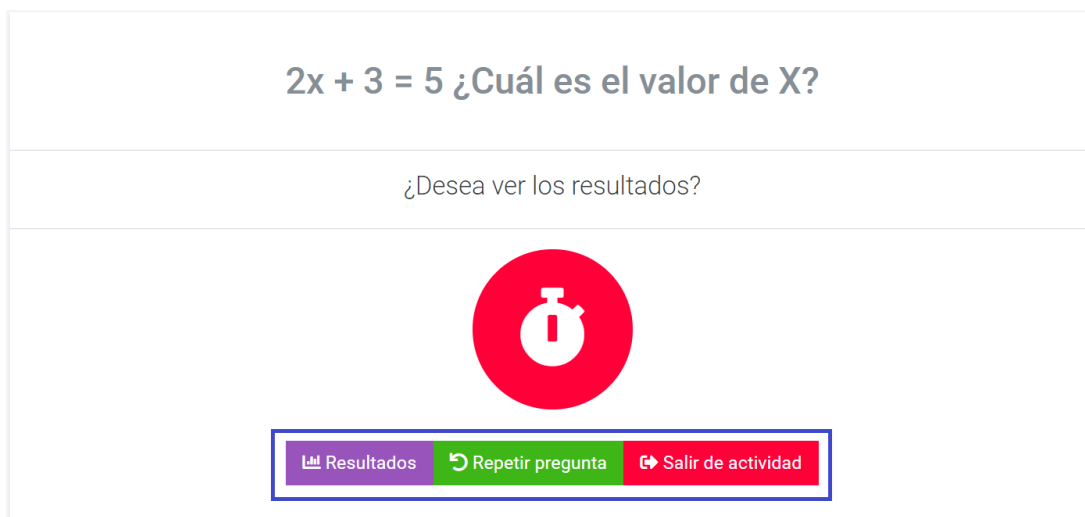 2x + 3 = 5 ¿Cuál es el valor de X?
¿Desea ver los resultados?
Resultados Repetir pregunta Salir de actividad